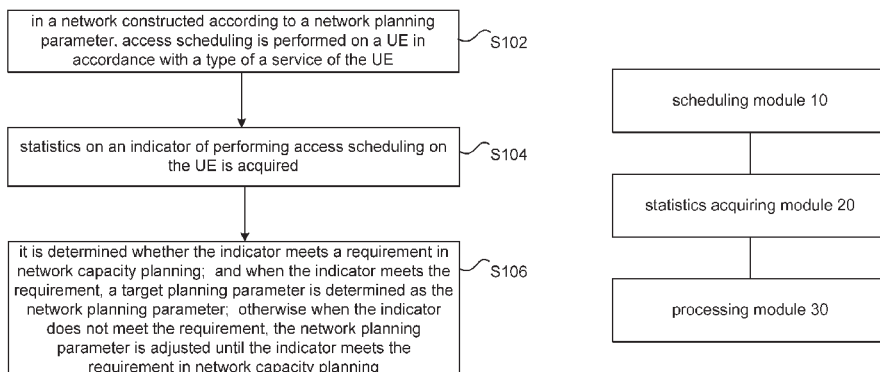 in a network constructed according to a network planning
parameter, access scheduling is performed on a UE in
accordance with a type of a service of the UE
S102
statistics on an indicator of performing access scheduling on
the UE is acquired
S104
it is determined whether the indicator meets a requirement in
network capacity planning; and when the indicator meets the
requirement, a target planning parameter is determined as the
network planning parameter; otherwise when the indicator
does not meet the requirement, the network planning
parameter is adjusted until the indicator meets the
requirement in network capacity planning
S106
scheduling module 10
statistics acquiring module 20
processing module 30